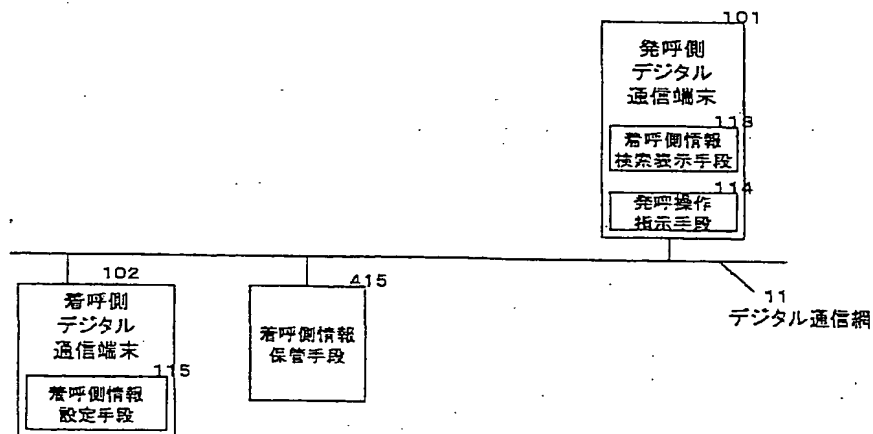 101
発呼側
デジタル
通信端末
113
着呼側情報
検索表示手段
114
発呼操作
指示手段
102
着呼側
デジタル
通信端末
115
着呼側情報
設定手段
415
着呼側情報
保管手段
11
デジタル通信網